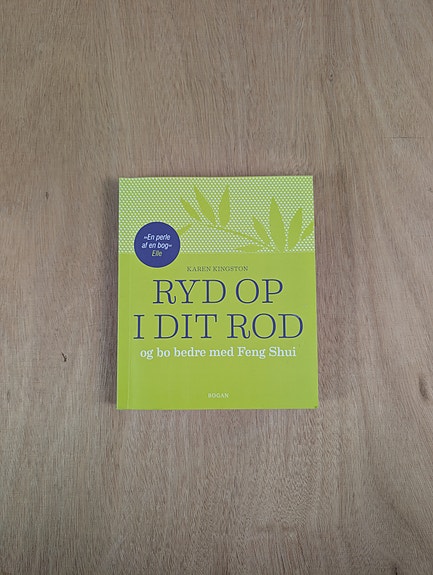 »En perle
af en bog«
Elle
KAREN KINGSTON
RYD OP
I DIT ROD
og bo bedre med Feng Shui
BOGAN